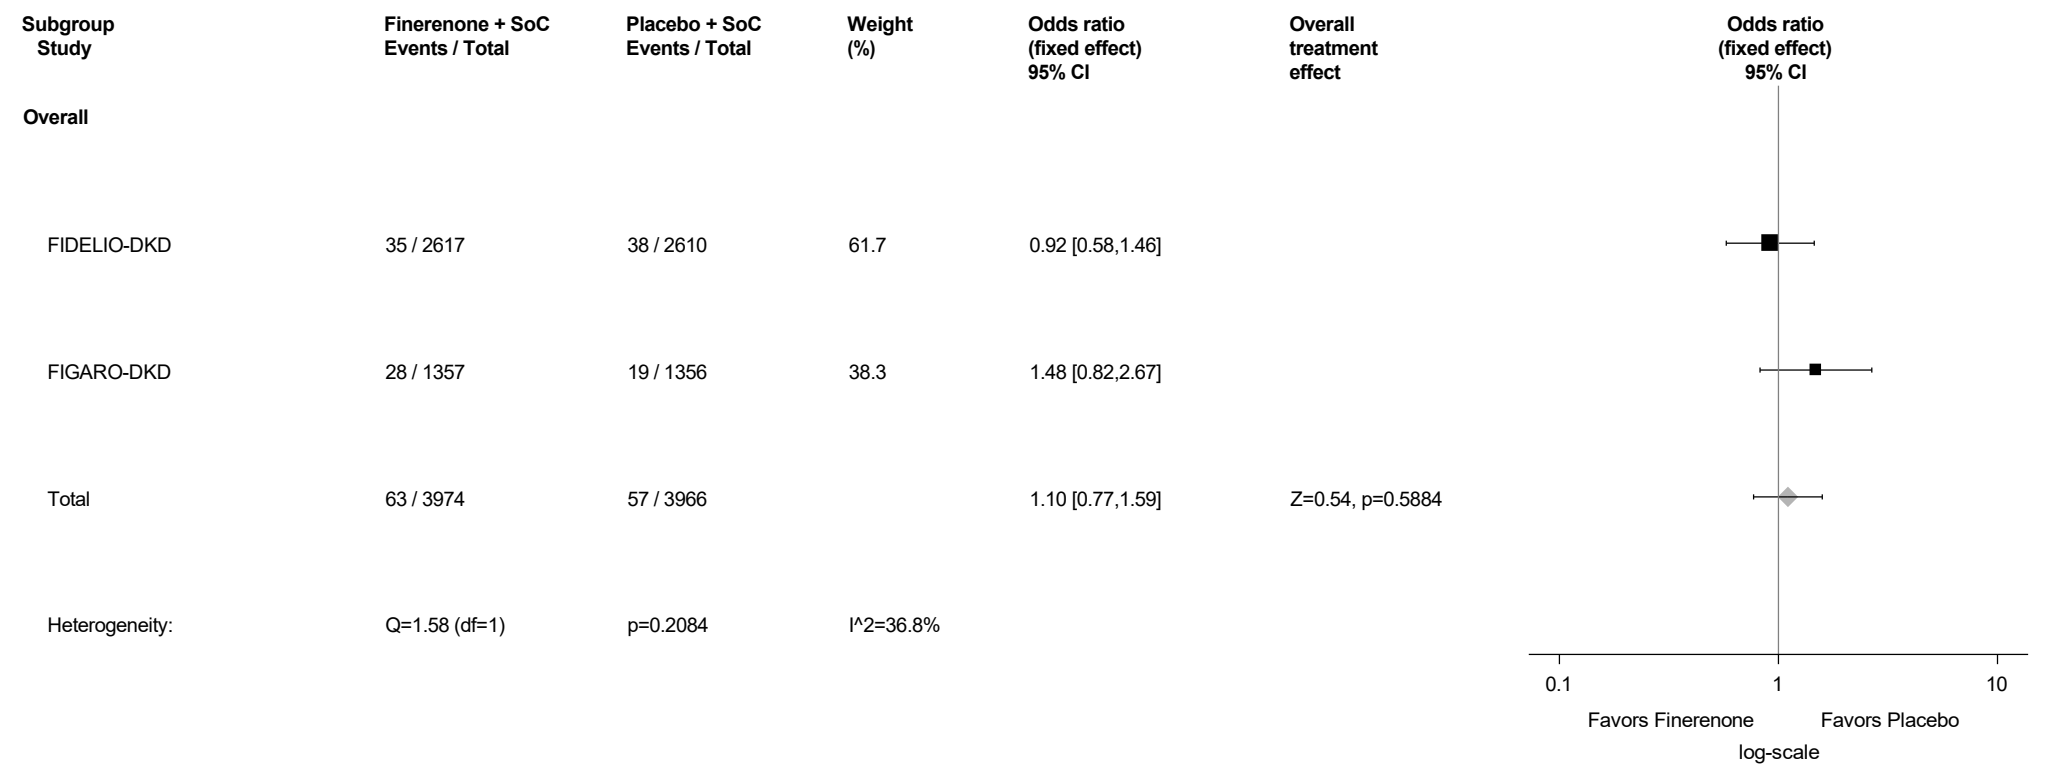 Subgroup Finerenone + SoC Placebo + SoC Weight Odds ratio Overall Odds ratio
Study Events / Total Events / Total (%) (fixed effect) treatment (fixed effect)
95% CI effect 95% CI
Overall
FIDELIO-DKD 35 / 2617 38 / 2610 61.7 0.92 [0.58,1.46]
FIGARO-DKD 28 / 1357 19 / 1356 38.3 1.48 [0.82,2.67]
Total 63 / 3974 57 / 3966 1.10 [0.77,1.59] Z=0.54, p=0.5884
Heterogeneity: Q=1.58 (df=1) p=0.2084 I^2=36.8%
0.1 1 10
Favors Finerenone Favors Placebo
log-scale